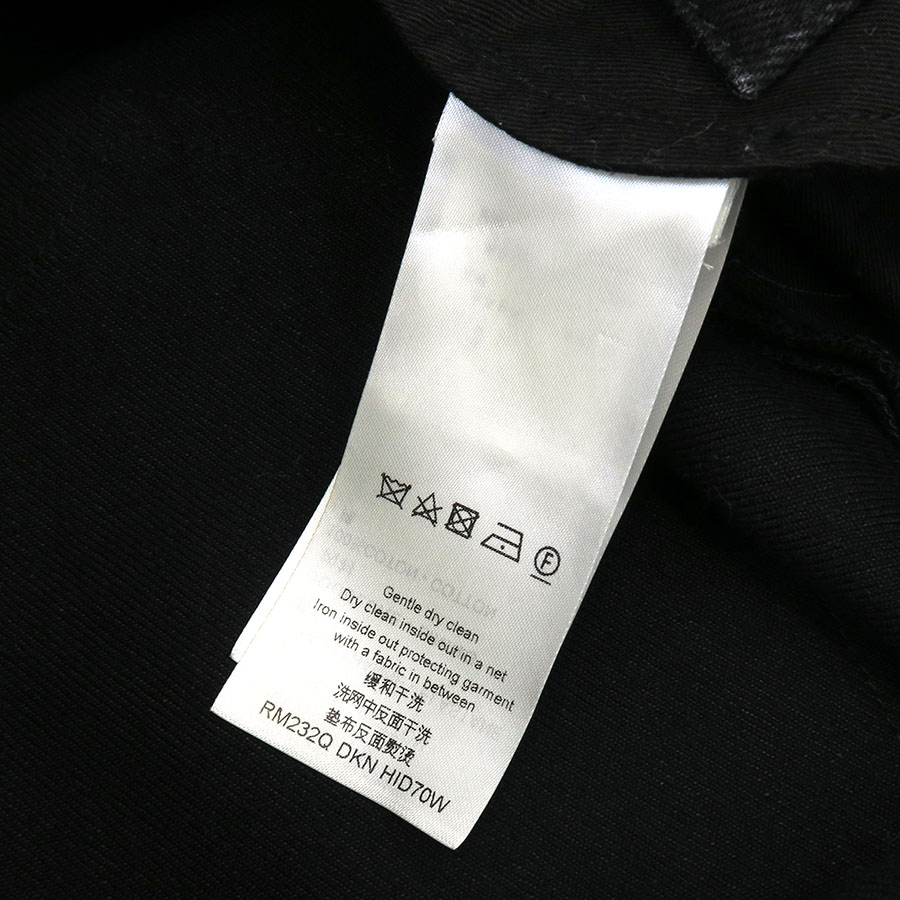 F
Gentle dry clean
Dry clean inside out in a net
Iron inside out protecting garment
with a fabric in between
缓和干洗
洗网中反面干洗
垫布反面熨烫
RM232Q DKN HID70W